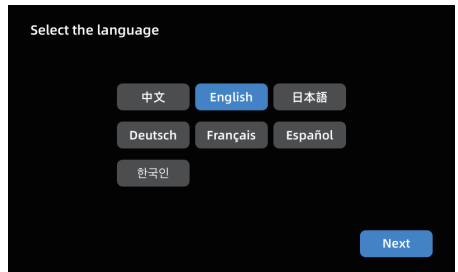 Select the language
中文 English 日本語
Deutsch Français Español
한국인
Next